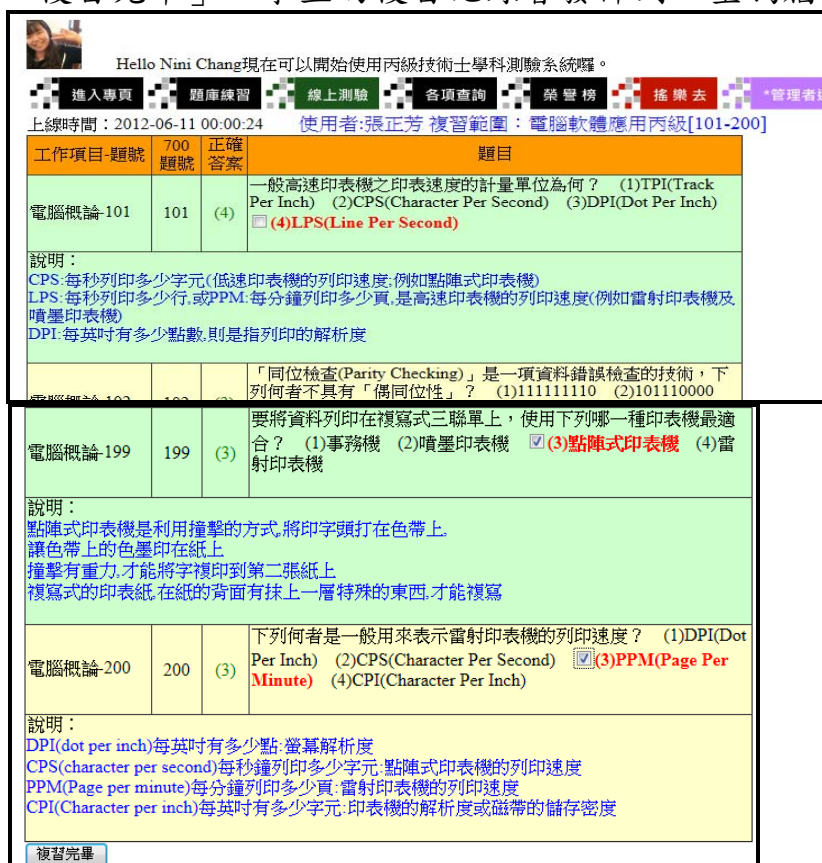 Hello Nini Chang現在可以開始使用丙級技術士學科測驗系統囉。
進入專頁 題庫練習 線上測驗 各項查詢 榮譽榜 搖樂去 *管理者
上線時間：2012-06-11 00:00:24 使用者:張正芳 複習範圍：電腦軟體應用丙級[101-200]
工作項目-題號 700題號 正確答案 題目
電腦概論-101 101 (4)
一般高速印表機之印表速度的計量單位為何？ (1)TPI(Track
Per Inch) (2)CPS(Character Per Second) (3)DPI(Dot Per Inch)
(4)LPS(Line Per Second)
說明：
CPS:每秒列印多少字元(低速印表機的列印速度;例如點陣式印表機)
LPS:每秒列印多少行,或PPM:每分鐘列印多少頁,是高速印表機的列印速度(例如雷射印表機及
噴墨印表機)
DPI:每英吋有多少點數,則是指列印的解析度
「同位檢查(Parity Checking)」是一項資料錯誤檢查的技術，下
列何者不具有「偶同位性」？ (1)111111110 (2)101110000
電腦概論-199 199 (3)
要將資料列印在複寫式三聯單上，使用下列哪一種印表機最適
合？ (1)事務機 (2)噴墨印表機 (3)點陣式印表機 (4)雷
射印表機
說明：
點陣式印表機是利用撞擊的方式,將印字頭打在色帶上,
讓色帶上的色墨印在紙上
撞擊有重力,才能將字複印到第二張紙上
複寫式的印表紙,在紙的背面有抹上一層特殊的東西,才能複寫
電腦概論-200 200 (3)
下列何者是一般用來表示雷射印表機的列印速度？ (1)DPI(Dot
Per Inch) (2)CPS(Character Per Second) (3)PPM(Page Per
Minute) (4)CPI(Character Per Inch)
說明：
DPI(dot per inch)每英吋有多少點:螢幕解析度
CPS(character per second)每秒鐘列印多少字元:點陣式印表機的列印速度
PPM(Page per minute)每分鐘列印多少頁:雷射印表機的列印速度
CPI(Character per inch)每英吋有多少字元:印表機的解析度或磁帶的儲存密度
複習完畢